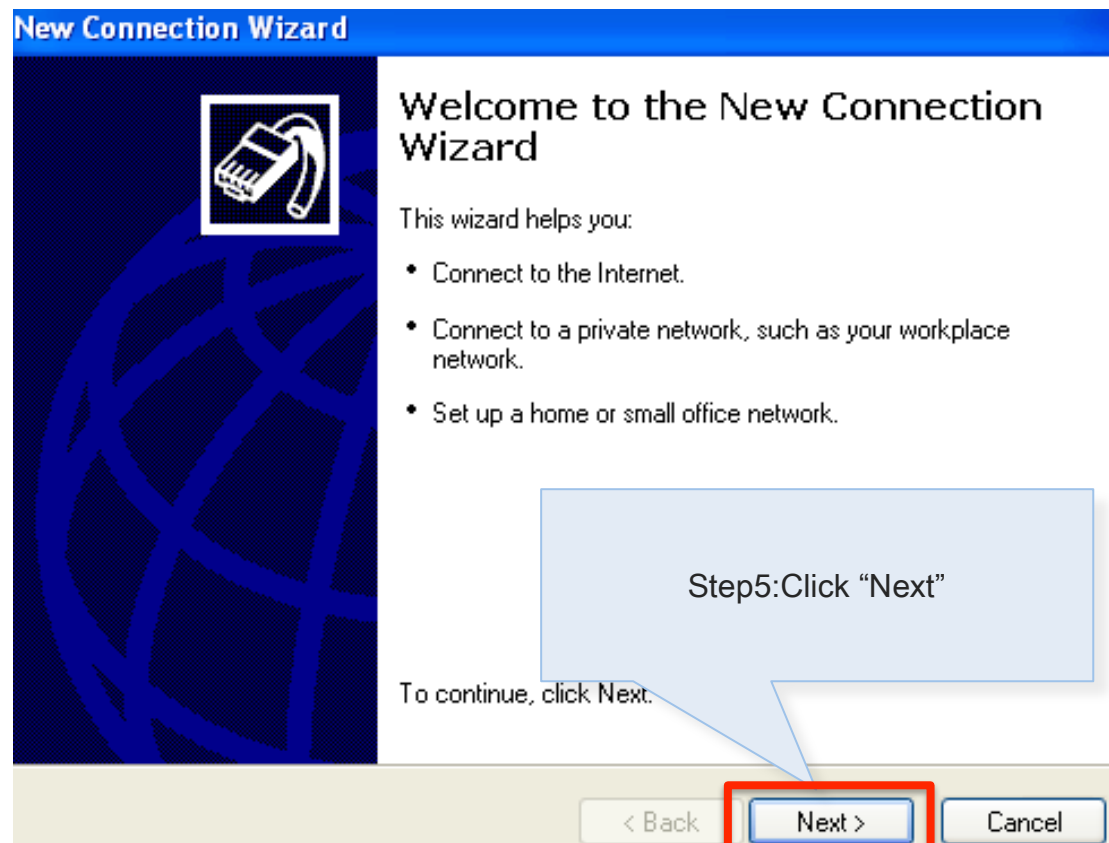 New Connection Wizard
Welcome to the New Connection
Wizard
This wizard helps you:
• Connect to the Internet.
• Connect to a private network, such as your workplace
network.
• Set up a home or small office network.
Step5:Click “Next”
To continue, click Next.
< Back
Next >
Cancel